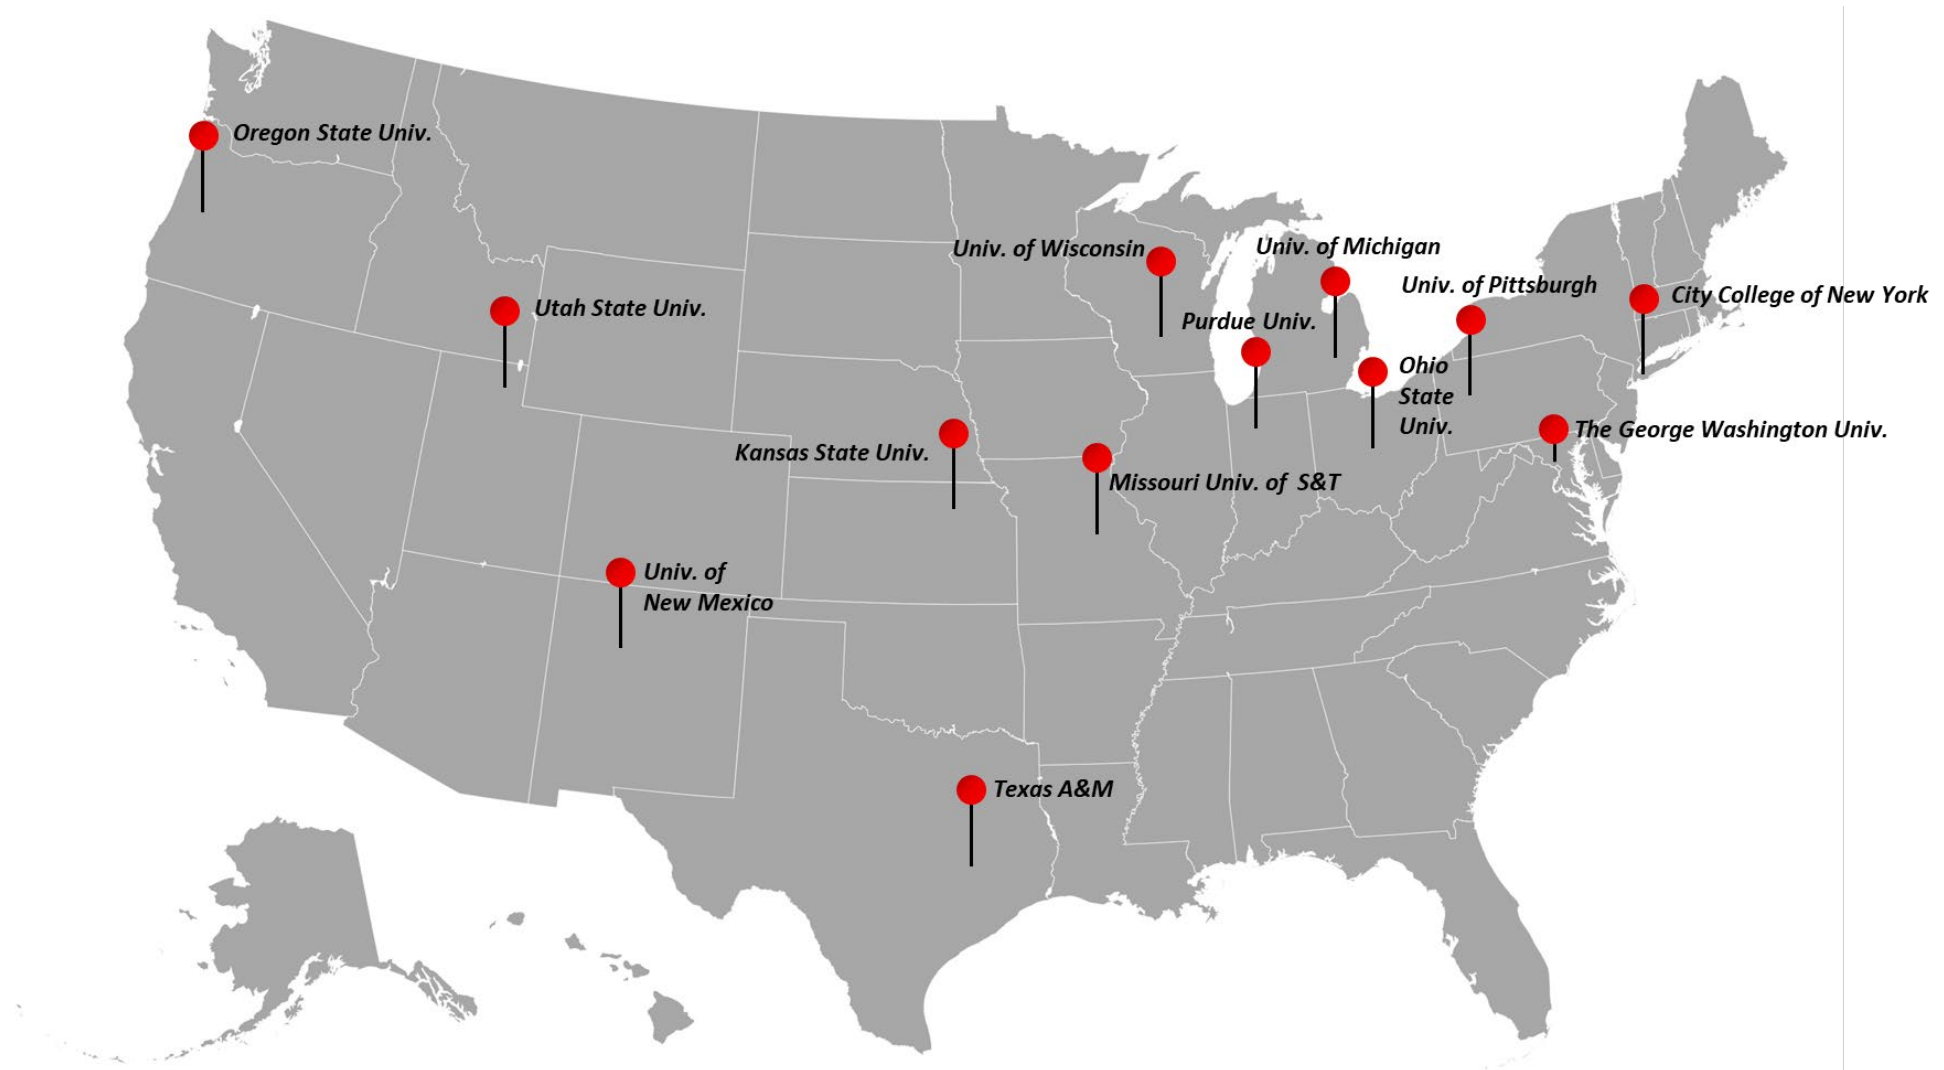 Oregon State Univ.
Univ. of Wisconsin
Univ. of Michigan
Univ. of Pittsburgh
City College of New York
Utah State Univ.
Purdue Univ.
Ohio
State
Univ.
The George Washington Univ.
Kansas State Univ.
Missouri Univ. of S&T
Univ. of
New Mexico
Texas A&M